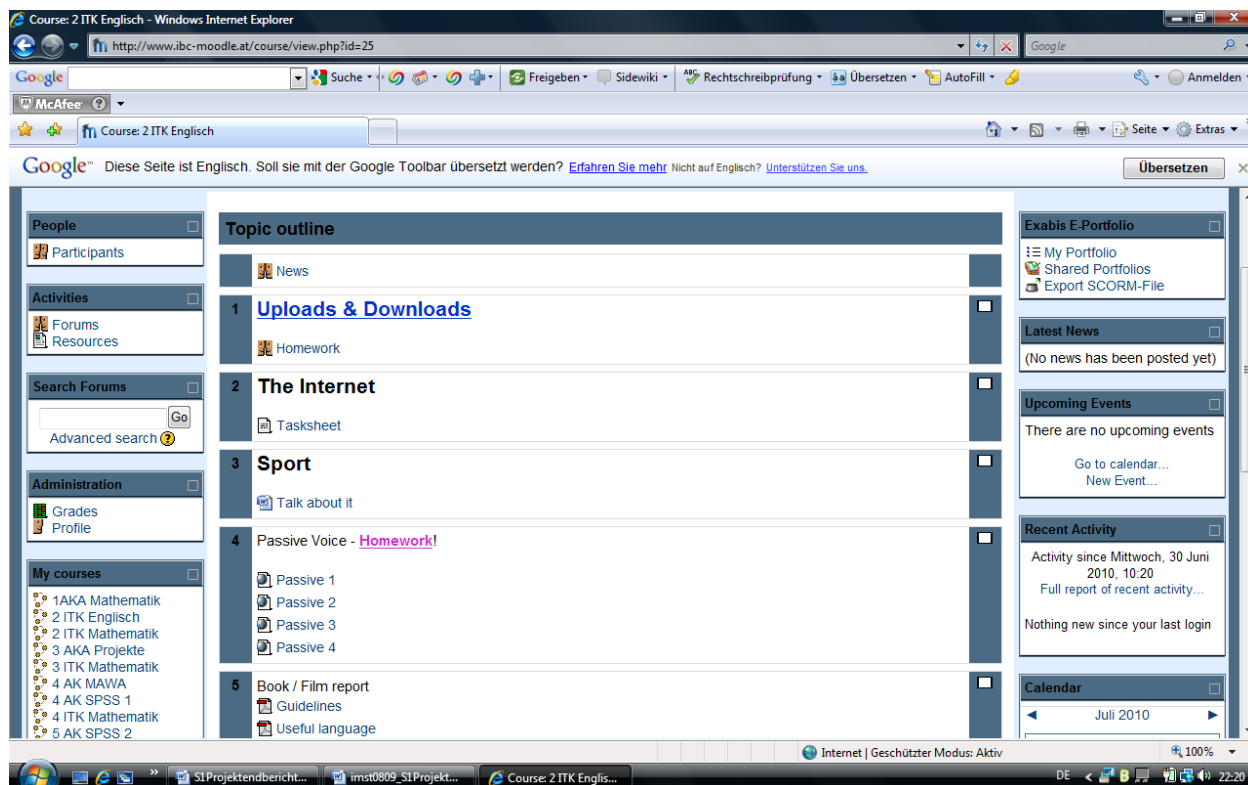 Course: 2 ITK Englisch - Windows Internet Explorer
http://www.ibc-moodle.at/course/view.php?id=25
Google
Google
Suche
Freigeben
Sidewiki
Rechtschreibprüfung
Übersetzen
AutoFill
Anmelden
McAfee
Course: 2 ITK Englisch
Seite
Extras
Google™ Diese Seite ist Englisch. Soll sie mit der Google Toolbar übersetzt werden? Erfahren Sie mehr Nicht auf Englisch? Unterstützen Sie uns.
Übersetzen
People
Participants
Activities
Forums
Resources
Search Forums
Go
Advanced search ?
Administration
Grades
Profile
My courses
1AKA Mathematik
2 ITK Englisch
2 ITK Mathematik
3 AKA Projekte
3 ITK Mathematik
4 AK MAWA
4 AK SPSS 1
4 ITK Mathematik
5 AK SPSS 2
Topic outline
News
1 Uploads & Downloads
Homework
2 The Internet
Tasksheet
3 Sport
Talk about it
4 Passive Voice - Homework!
Passive 1
Passive 2
Passive 3
Passive 4
5 Book / Film report
Guidelines
Useful language
Exabis E-Portfolio
My Portfolio
Shared Portfolios
Export SCORM-File
Latest News
(No news has been posted yet)
Upcoming Events
There are no upcoming events
Go to calendar...
New Event...
Recent Activity
Activity since Mittwoch, 30 Juni
2010, 10:20
Full report of recent activity...
Nothing new since your last login
Calendar
Juli 2010
Internet | Geschützter Modus: Aktiv
100%
S1Projektendbericht...
imst0809_S1Projekt...
Course: 2 ITK Englis...
DE
22:20